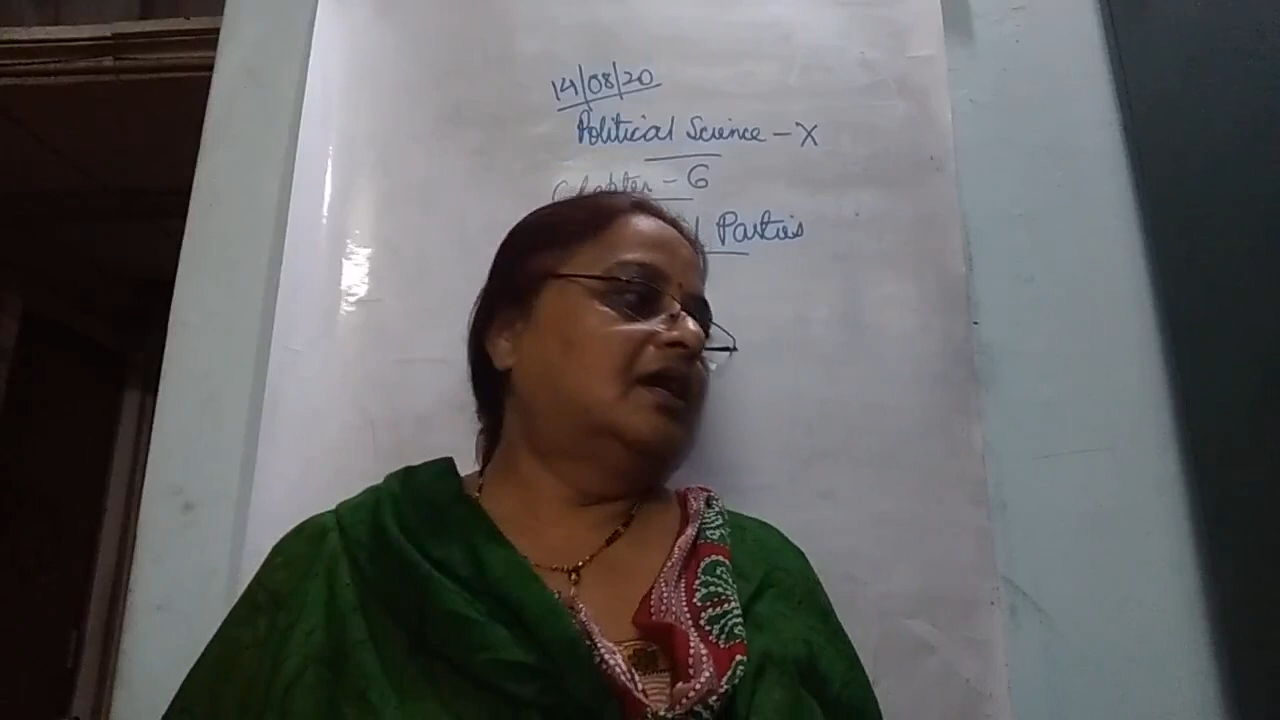 14/08/20
Political Science - X
Chapter - 6
Parties